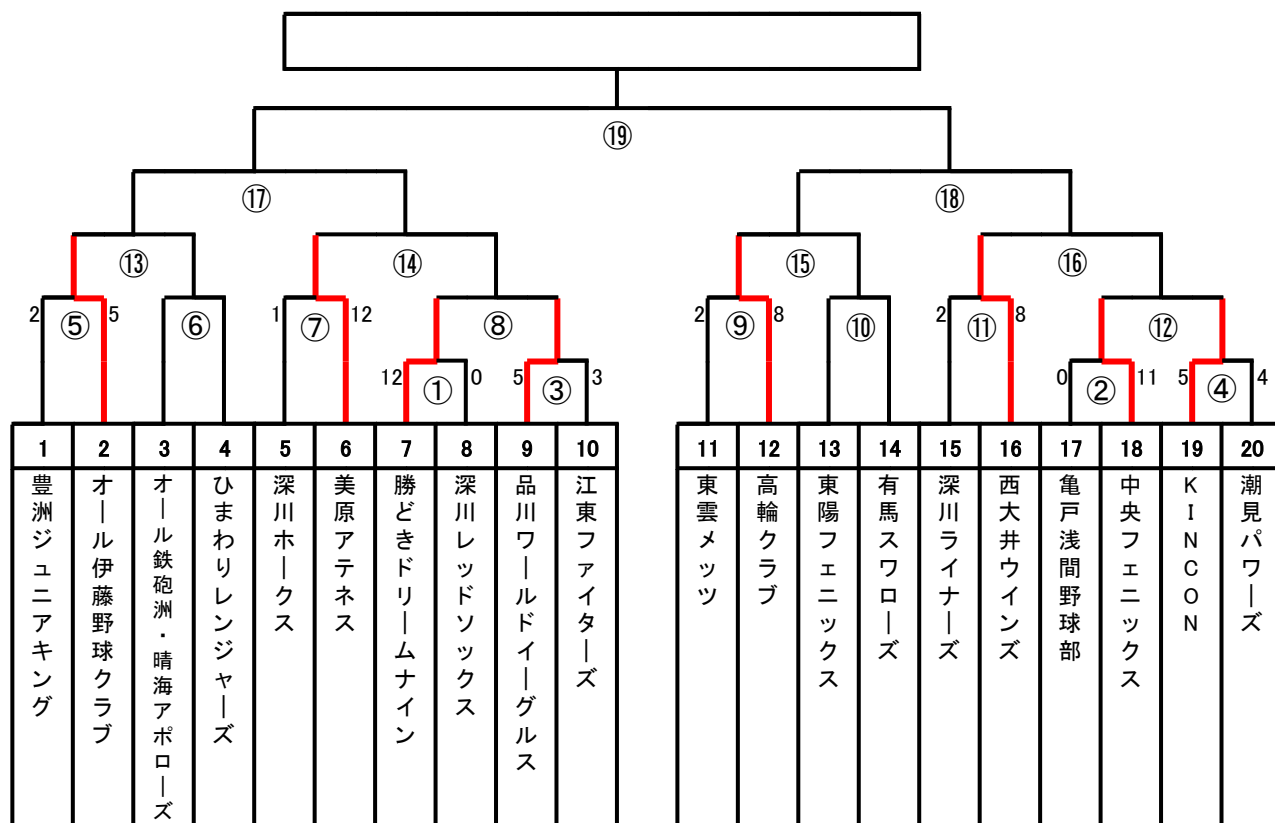 ⑲
⑰ ⑱
⑬ ⑭ ⑮ ⑯
2 ⑤ 5 ⑥ 1 ⑦ 12 ⑧ 2 ⑨ 8 ⑩ 2 ⑪ 8 ⑫
12 ① 0 5 ③ 3 0 ② 11 5 ④ 4
1 2 3 4 5 6 7 8 9 10 11 12 13 14 15 16 17 18 19 20
豊洲ジュニアキング
オール伊藤野球クラブ
オール鉄砲洲・晴海アポローズ
ひまわりレンジャーズ
深川ホークス
美原アテネス
勝どきドリームナイン
深川レッドソックス
品川ワールドイーグルス
江東ファイターズ
東雲メッツ
高輪クラブ
東陽フェニックス
有馬スワローズ
深川ライナーズ
西大井ウインズ
亀戸浅間野球部
中央フェニックス
KINCON
潮見パワーズ